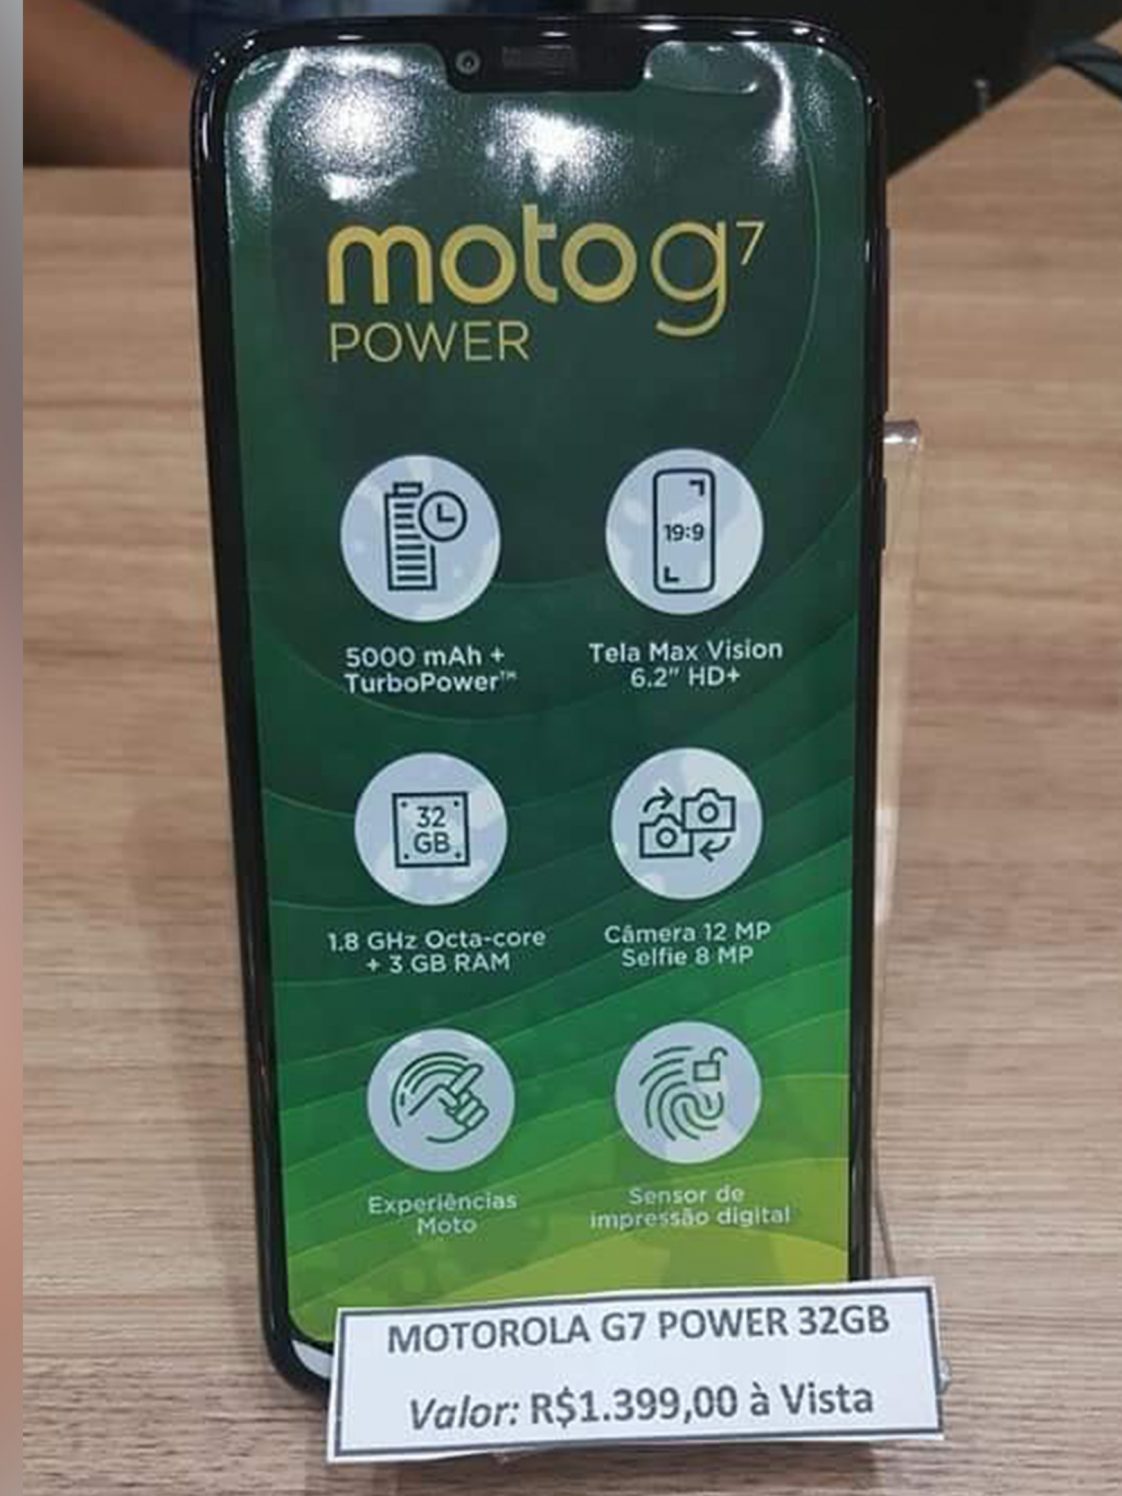 moto g7
POWER
19:9
5000 mAh +
TurboPower™
Tela Max Vision
6.2" HD+
32
GB
1.8 GHz Octa-core
+ 3 GB RAM
Câmera 12 MP
Selfie 8 MP
Experiências
Moto
Sensor de
impressão digital
MOTOROLA G7 POWER 32GB
Valor: R$1.399,00 à Vista